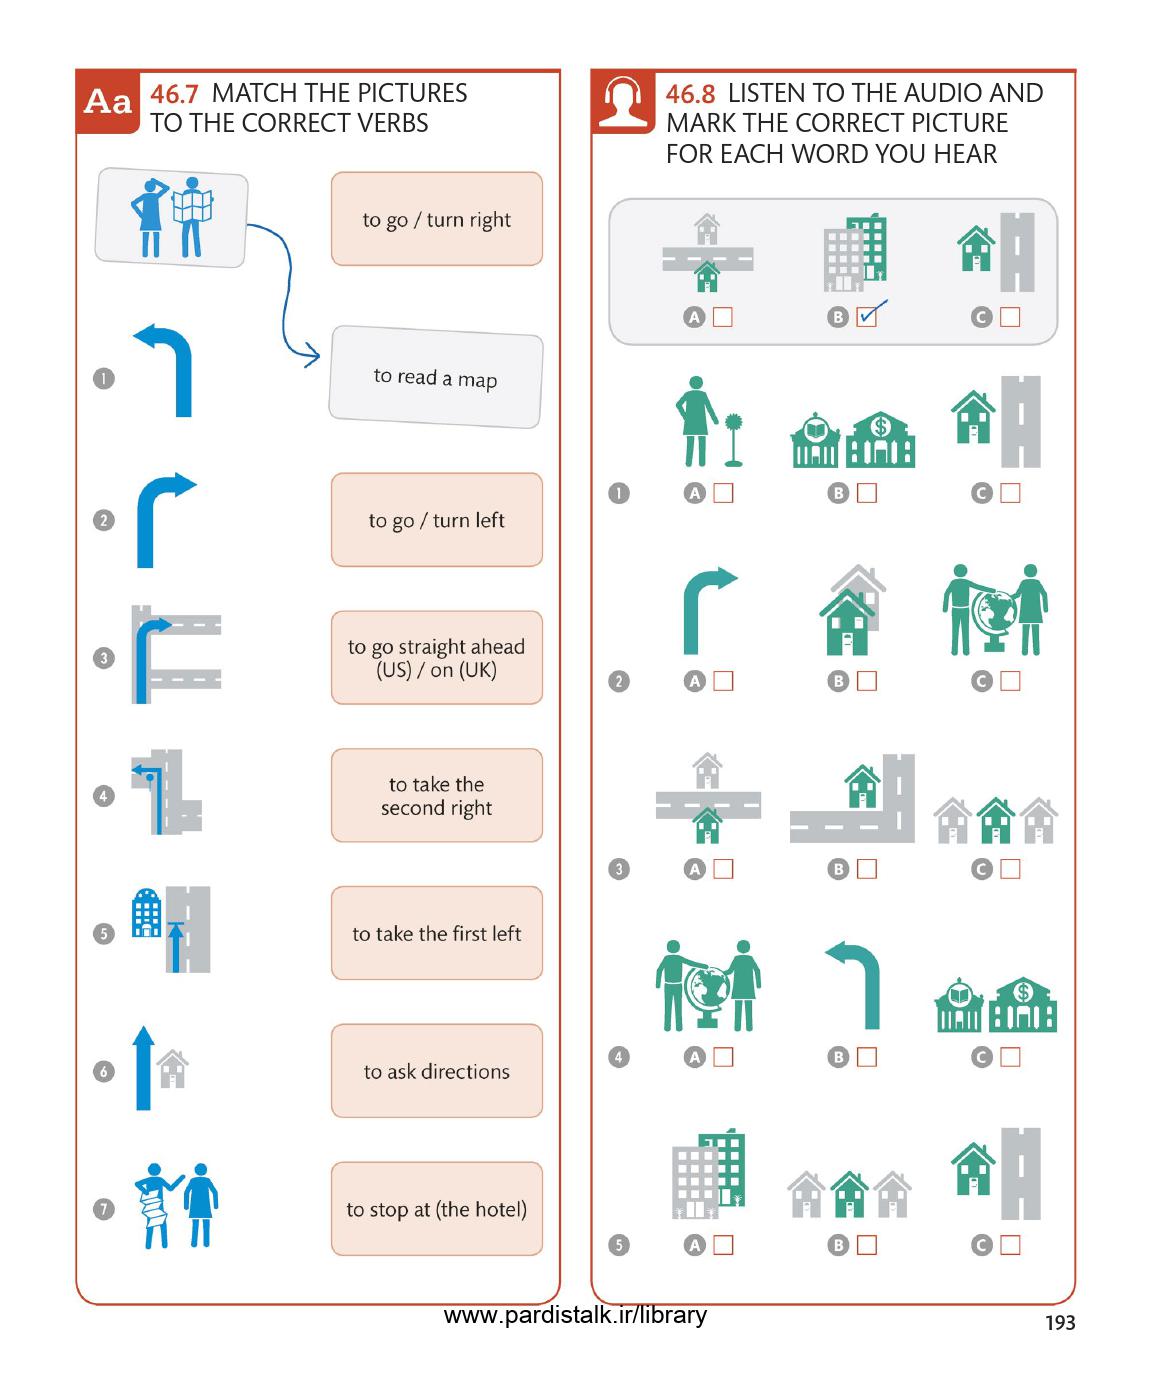 Aa
46.7 MATCH THE PICTURES
TO THE CORRECT VERBS
to go / turn right
to read a map
1
2
to go / turn left
3
to go straight ahead
(US) / on (UK)
4
to take the
second right
5
to take the first left
6
to ask directions
7
to stop at (the hotel)
46.8 LISTEN TO THE AUDIO AND
MARK THE CORRECT PICTURE
FOR EACH WORD YOU HEAR
A B C
$
1 A B C
2 A B C
3 A B C
$
4 A B C
5 A B C
www.pardistalk.ir/library
193